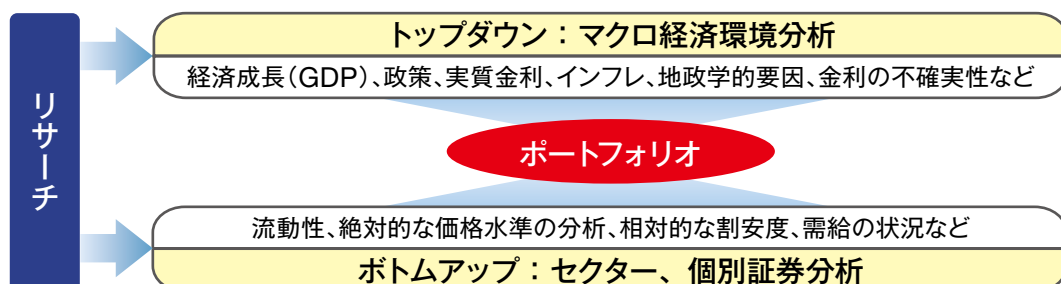 リサーチ
トップダウン：マクロ経済環境分析
経済成長（GDP）、政策、実質金利、インフレ、地政学的要因、金利の不確実性など
ポートフォリオ
流動性、絶対的な価格水準の分析、相対的な割安度、需給の状況など
ボトムアップ：セクター、個別証券分析